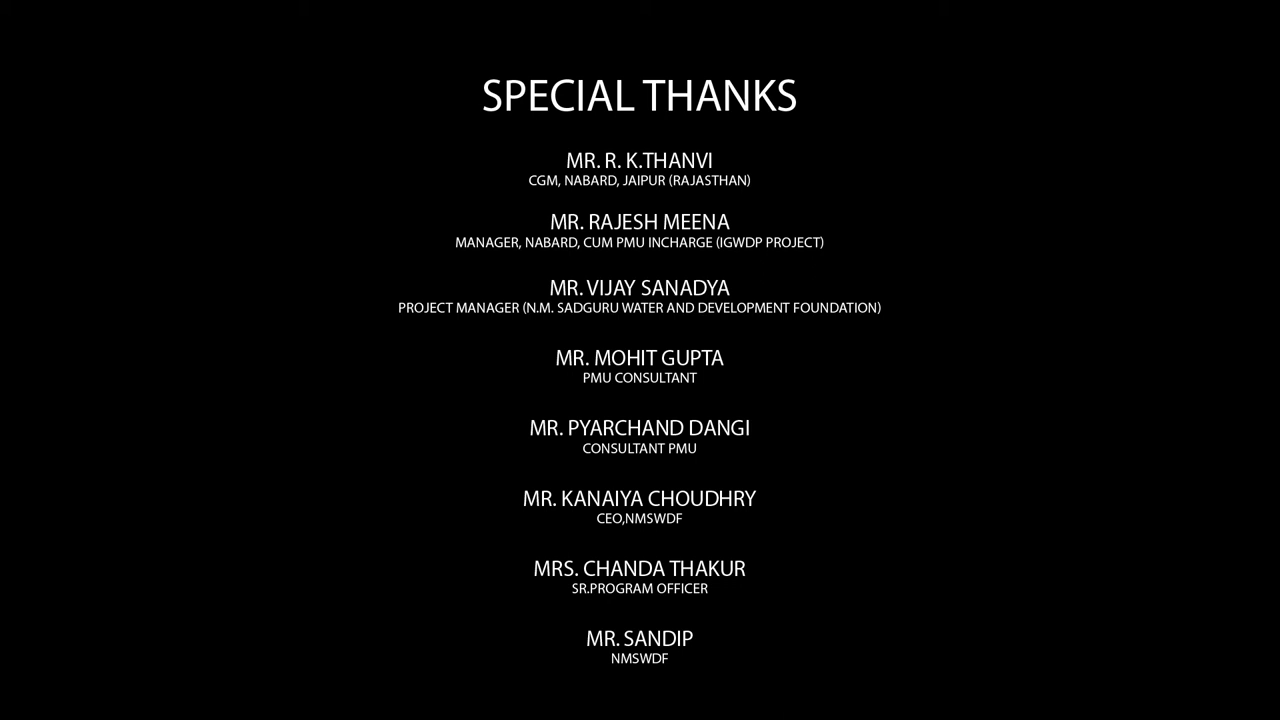 SPECIAL THANKS
MR. R. K.THANVI
CGM, NABARD, JAIPUR (RAJASTHAN)
MR. RAJESH MEENA
MANAGER, NABARD, CUM PMU INCHARGE (IGWDP PROJECT)
MR. VIJAY SANADYA
PROJECT MANAGER (N.M. SADGURU WATER AND DEVELOPMENT FOUNDATION)
MR. MOHIT GUPTA
PMU CONSULTANT
MR. PYARCHAND DANGI
CONSULTANT PMU
MR. KANAIYA CHOUDHRY
CEO,NMSWDF
MRS. CHANDA THAKUR
SR.PROGRAM OFFICER
MR. SANDIP
NMSWDF